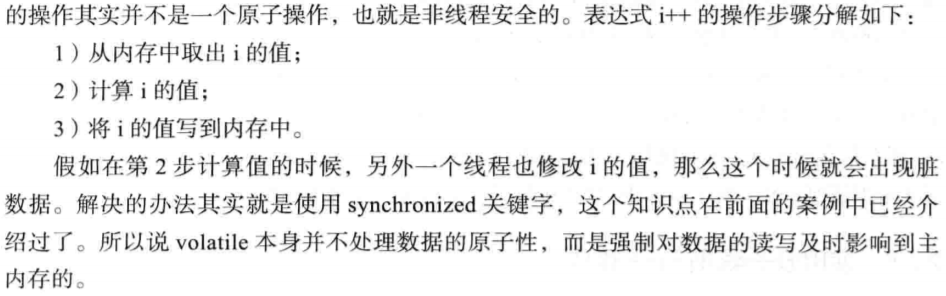 的操作其实并不是一个原子操作，也就是非线程安全的。表达式 i++ 的操作步骤分解如下：
1）从内存中取出 i 的值；
2）计算 i 的值；
3）将 i 的值写到内存中。
假如在第 2 步计算值的时候，另外一个线程也修改 i 的值，那么这个时候就会出现脏
数据。解决的办法其实就是使用 synchronized 关键字，这个知识点在前面的案例中已经介
绍过了。所以说 volatile 本身并不处理数据的原子性，而是强制对数据的读写及时影响到主
内存的。